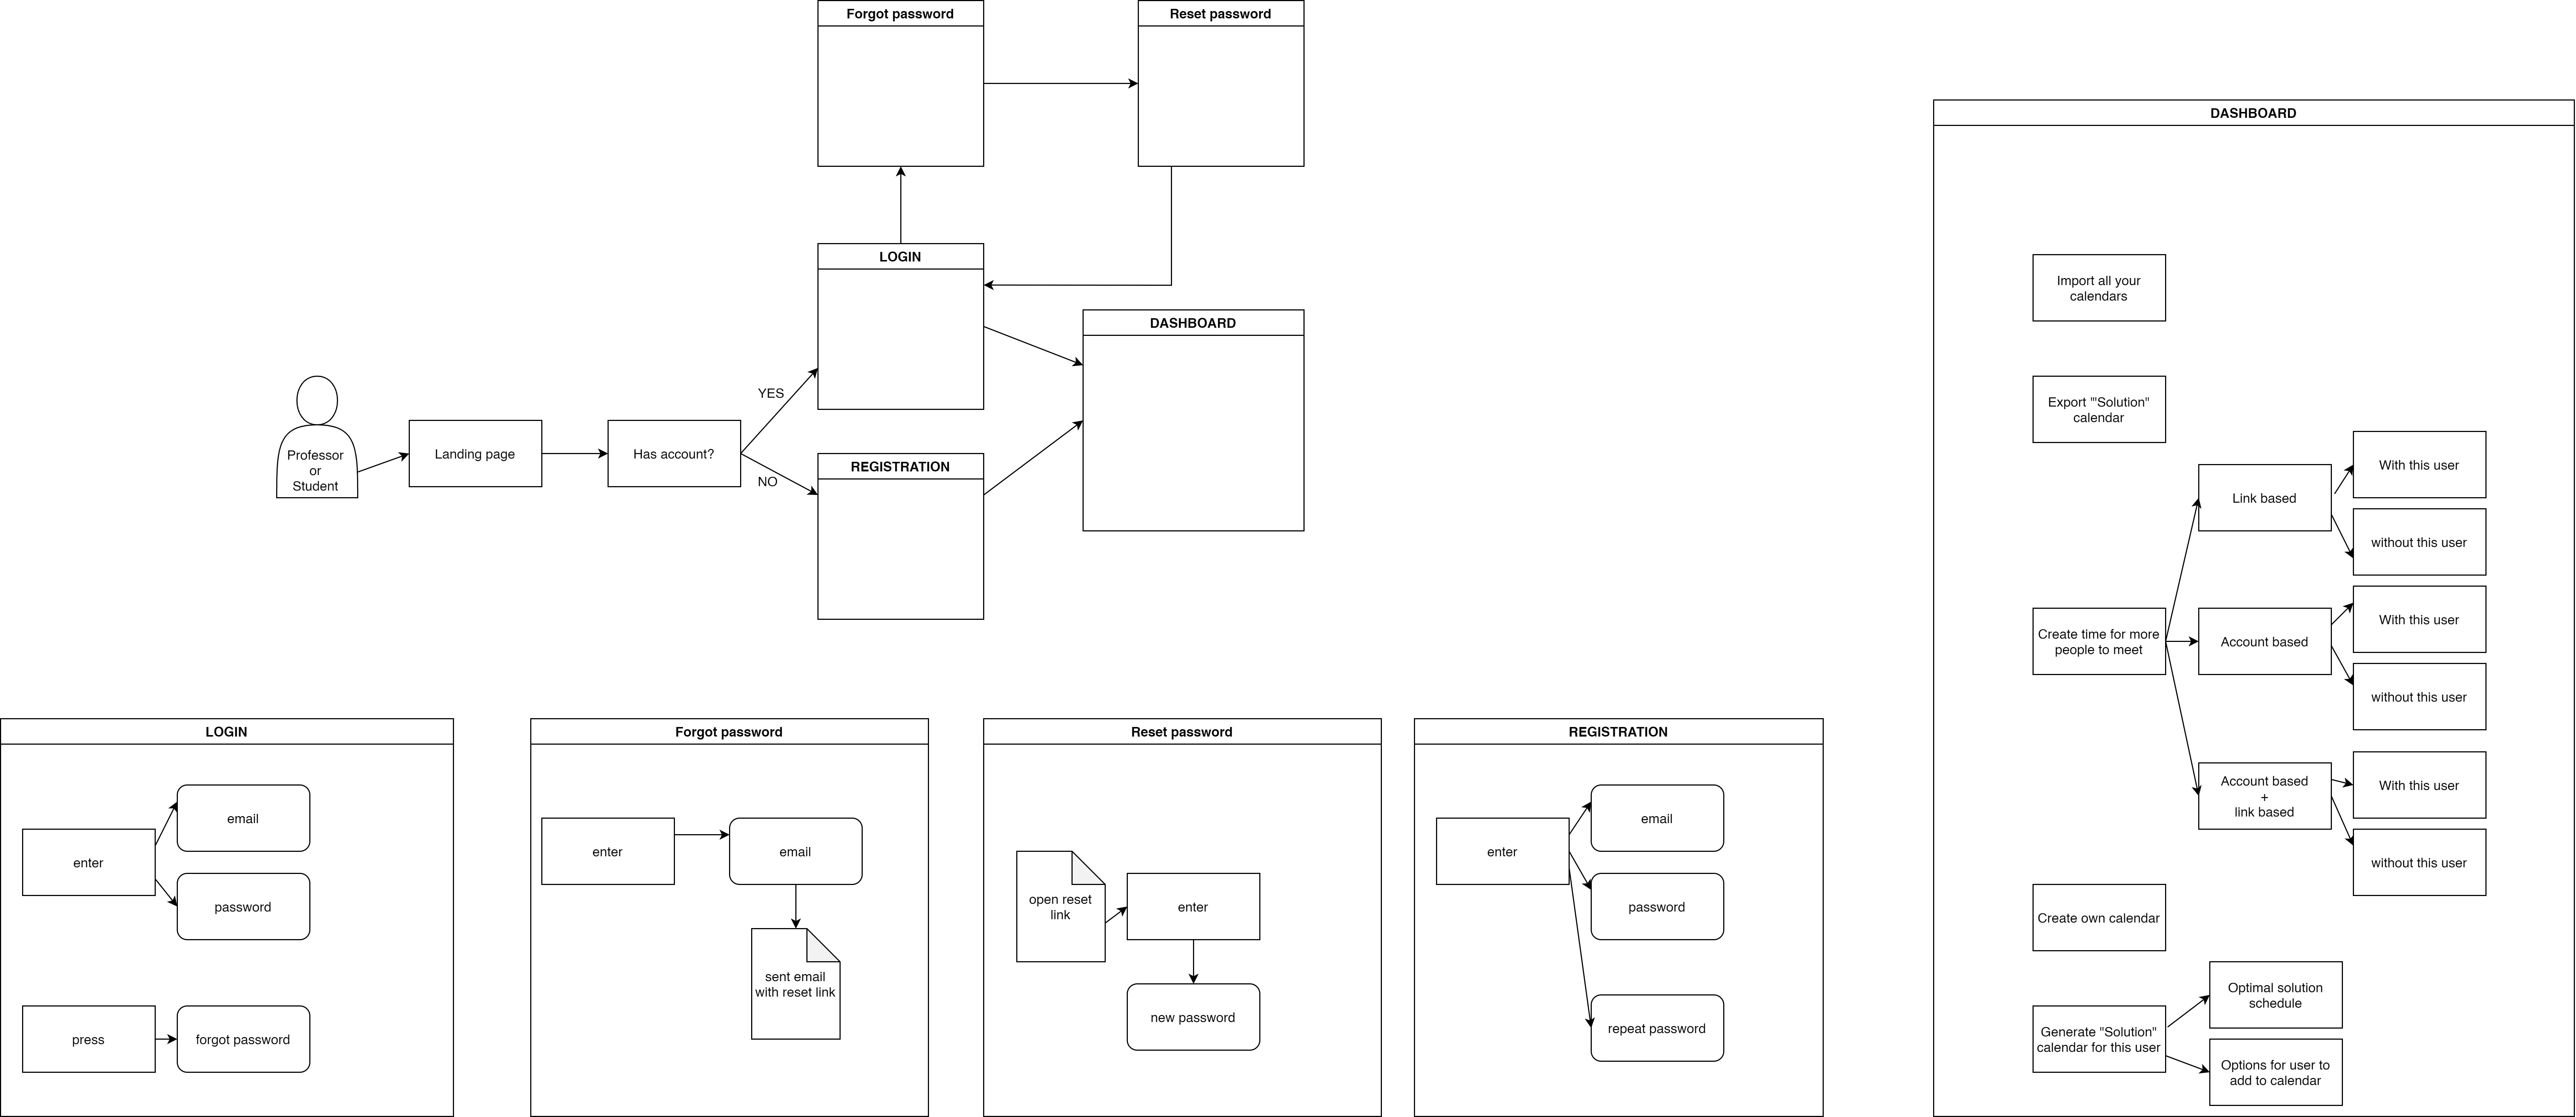 Forgot password
Reset password
LOGIN
DASHBOARD
YES
Professor
or
Student
Landing page
Has account?
NO
REGISTRATION
LOGIN
enter
email
password
press
forgot password
Forgot password
enter
email
sent email
with reset link
Reset password
open reset
link
enter
new password
REGISTRATION
enter
email
password
repeat password
DASHBOARD
Import all your
calendars
Export "'Solution"
calendar
Create time for more
people to meet
Link based
With this user
without this user
Account based
With this user
without this user
Account based
+
link based
With this user
without this user
Create own calendar
Generate "Solution"
calendar for this user
Optimal solution
schedule
Options for user to
add to calendar